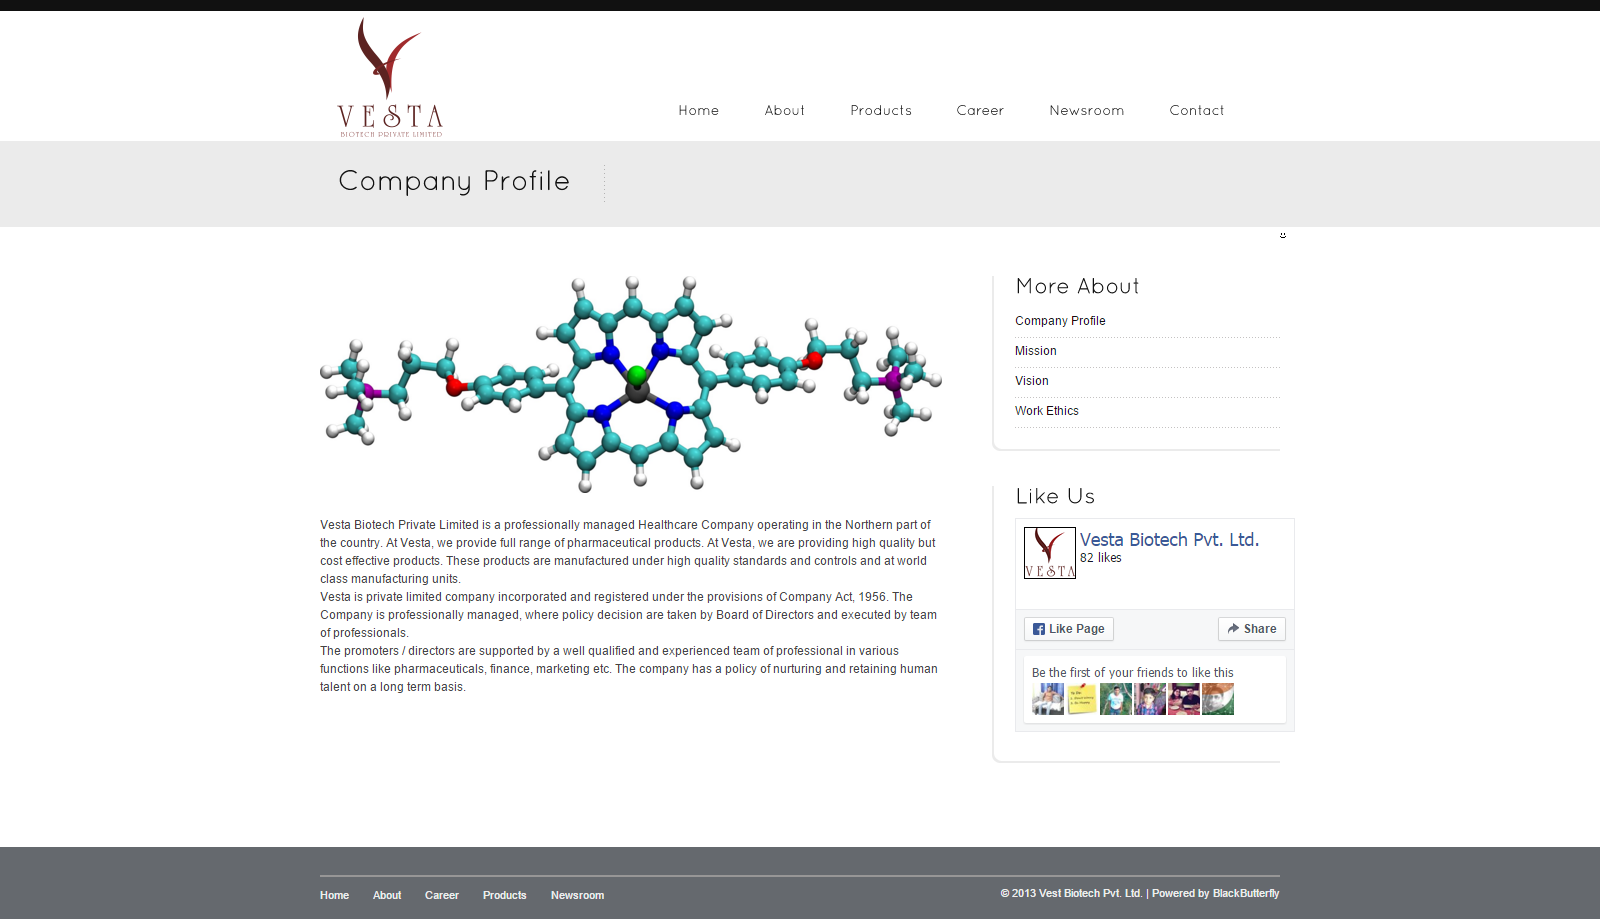 VESTA
BIOTECH PRIVATE LIMITED
Home About Products Career Newsroom Contact
Company Profile
More About
Company Profile
Mission
Vision
Work Ethics
Vesta Biotech Private Limited is a professionally managed Healthcare Company operating in the Northern part of
the country. At Vesta, we provide full range of pharmaceutical products. At Vesta, we are providing high quality but
cost effective products. These products are manufactured under high quality standards and controls and at world
class manufacturing units.
Vesta is private limited company incorporated and registered under the provisions of Company Act, 1956. The
Company is professionally managed, where policy decision are taken by Board of Directors and executed by team
of professionals.
The promoters / directors are supported by a well qualified and experienced team of professional in various
functions like pharmaceuticals, finance, marketing etc. The company has a policy of nurturing and retaining human
talent on a long term basis.
Like Us
VESTA
Vesta Biotech Pvt. Ltd.
82 likes
Like Page Share
Be the first of your friends to like this
Home About Career Products Newsroom
© 2013 Vest Biotech Pvt. Ltd. | Powered by BlackButterfly